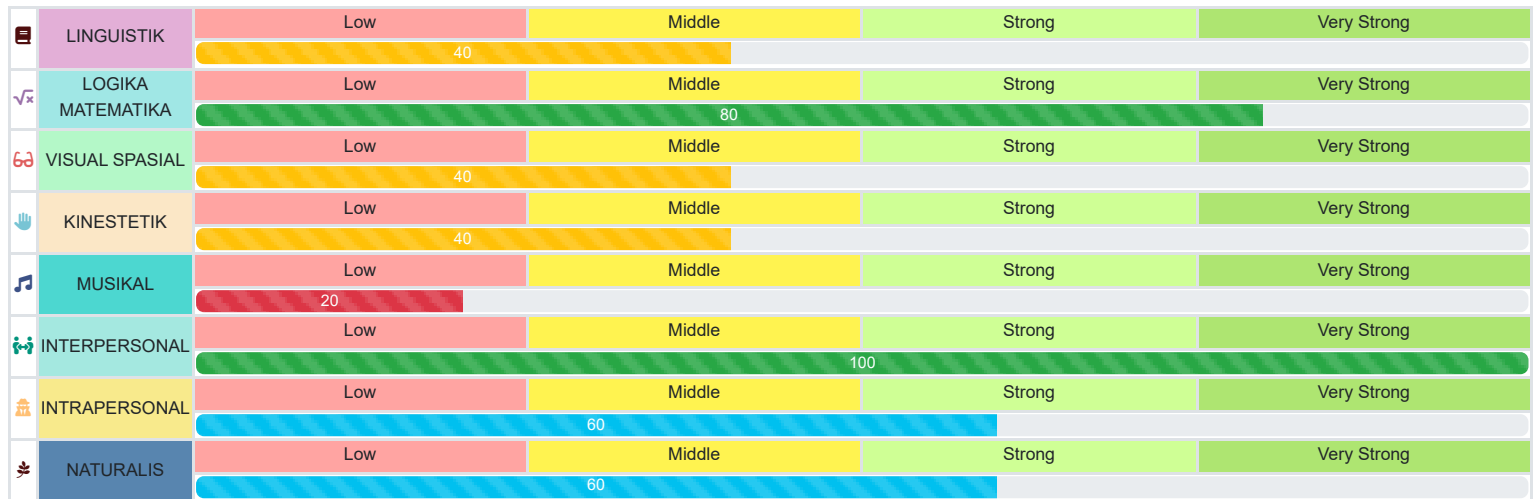 LINGUISTIK
Low Middle Strong Very Strong
40
LOGIKA
MATEMATIKA
Low Middle Strong Very Strong
80
VISUAL SPASIAL
Low Middle Strong Very Strong
40
KINESTETIK
Low Middle Strong Very Strong
40
MUSIKAL
Low Middle Strong Very Strong
20
INTERPERSONAL
Low Middle Strong Very Strong
100
INTRAPERSONAL
Low Middle Strong Very Strong
60
NATURALIS
Low Middle Strong Very Strong
60